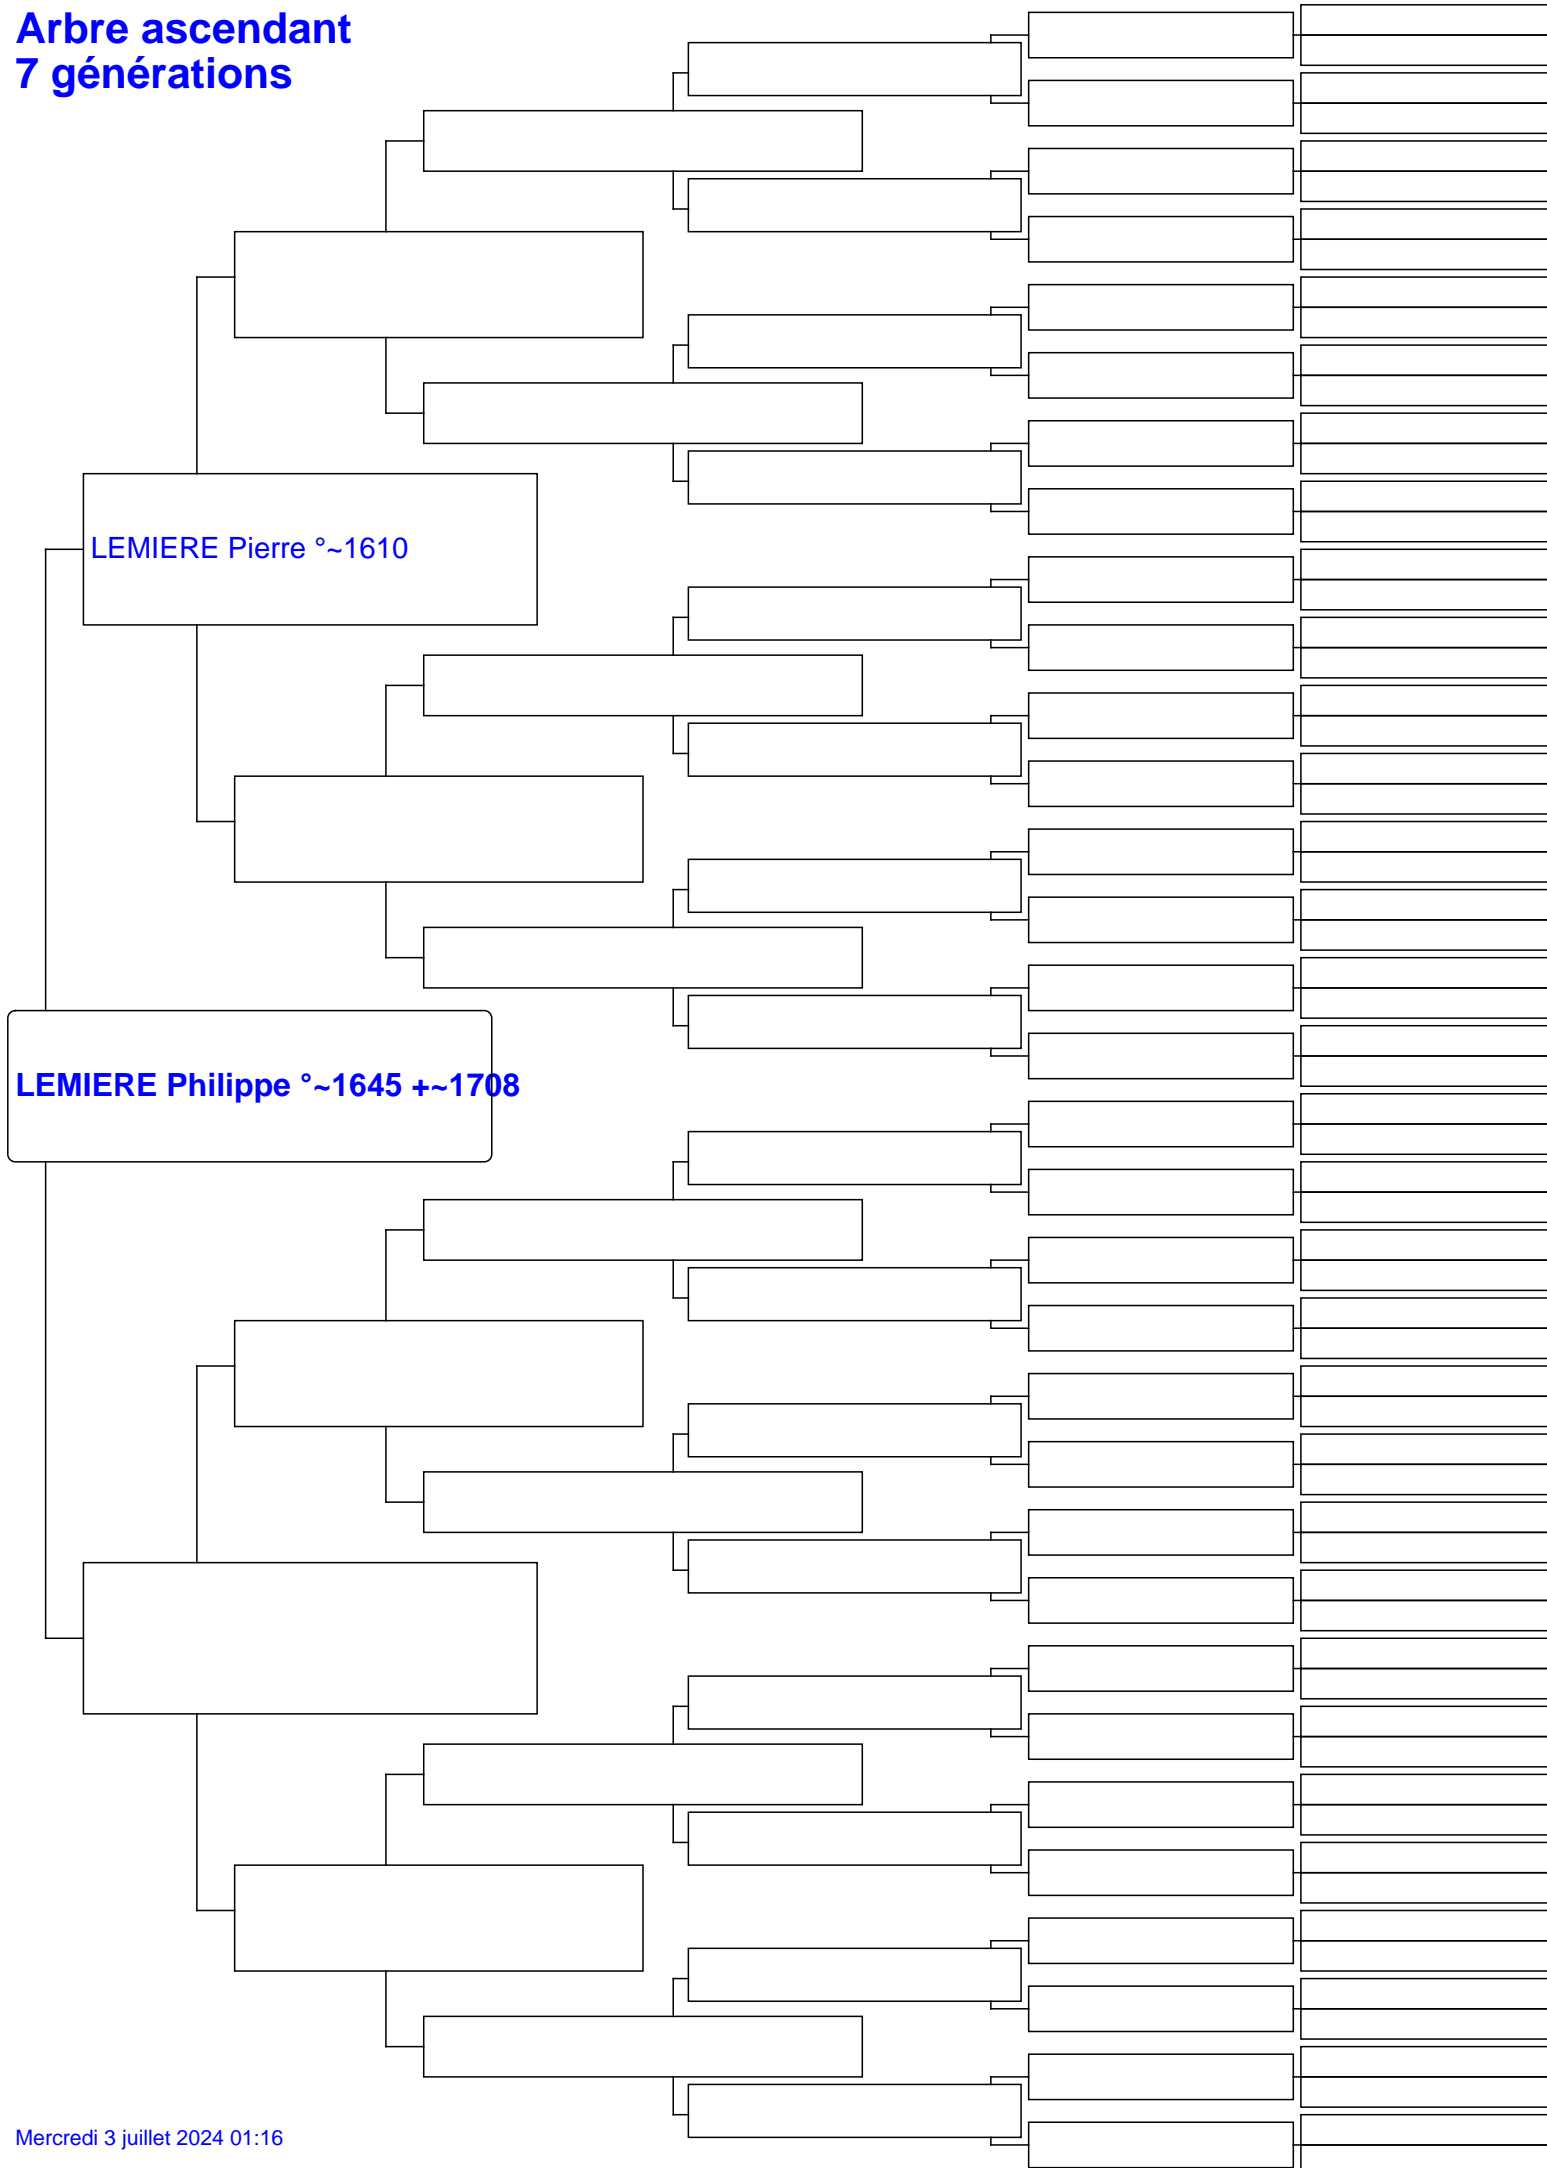 Arbre ascendant
7 générations
LEMIERE Pierre °~1610
LEMIERE Philippe °~1645 +~1708
Mercredi 3 juillet 2024 01:16